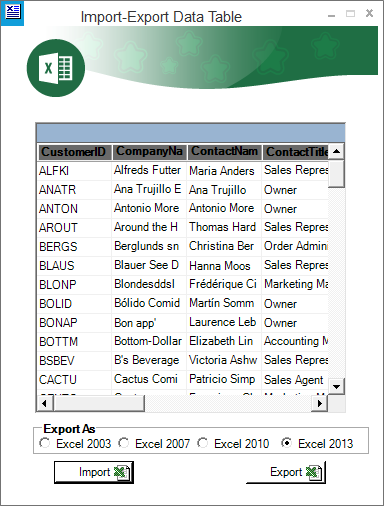 Import-Export Data Table
CustomerID CompanyNa ContactNam ContactTitle
ALFKI Alfreds Futter Maria Anders Sales Repres
ANATR Ana Trujillo E Ana Trujillo Owner
ANTON Antonio More Antonio More Owner
AROUT Around the H Thomas Hard Sales Repres
BERGS Berglunds sn Christina Ber Order Admini
BLAUS Blauer See D Hanna Moos Sales Repres
BLONP Blondesddsl Frédérique Ci Marketing Ma
BOLID Bólido Comid Martín Somm Owner
BONAP Bon app' Laurence Leb Owner
BOTTM Bottom-Dollar Elizabeth Lin Accounting M
BSBEV B's Beverage Victoria Ashw Sales Repres
CACTU Cactus Comi Patricio Simp Sales Agent
Export As
Excel 2003 Excel 2007 Excel 2010 Excel 2013
Import Export